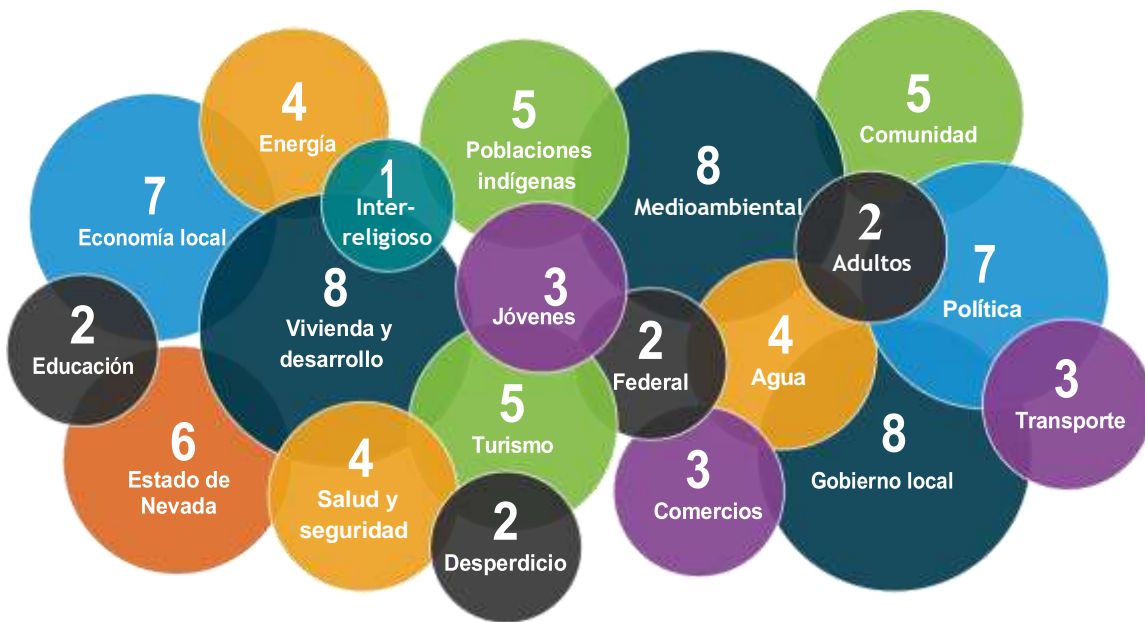 4
Energía
5
Poblaciones
indígenas
8
Medioambiental
5
Comunidad
7
Economía local
1
Inter-
religioso
2
Adultos
7
Política
8
Vivienda y
desarrollo
3
Jóvenes
2
Educación
2
Federal
4
Agua
3
Transporte
6
Estado de
Nevada
4
Salud y
seguridad
5
Turismo
3
Comercios
8
Gobierno local
2
Desperdicio